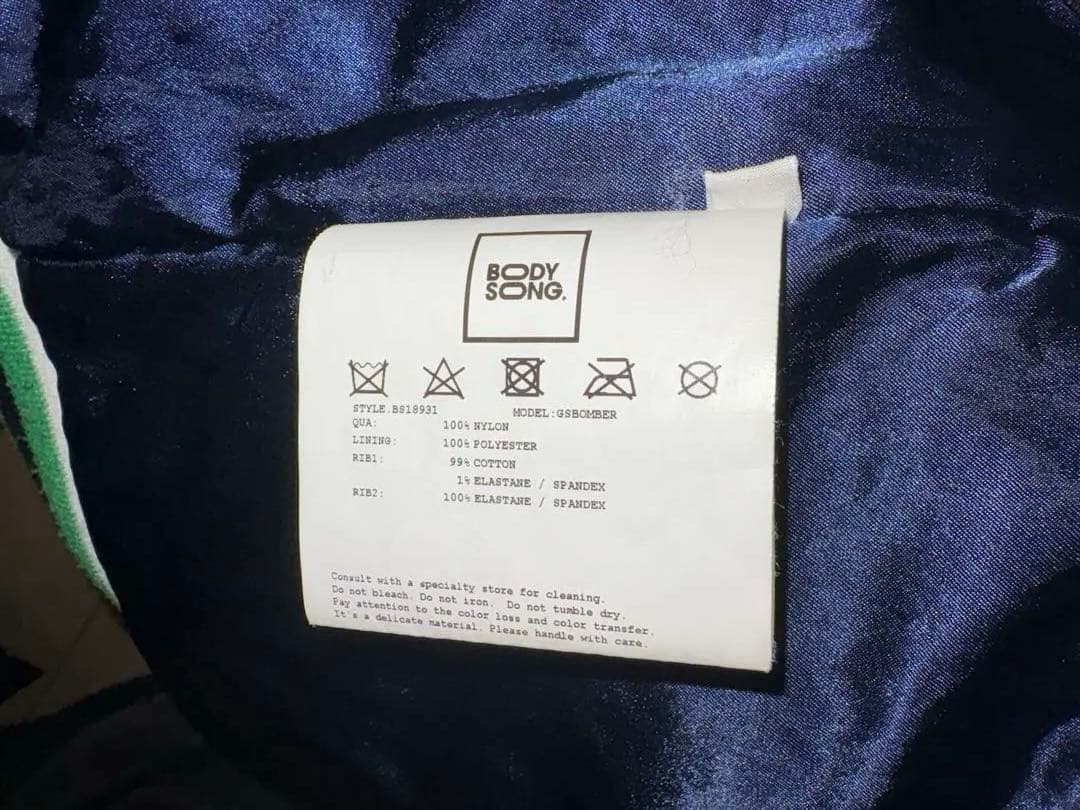 BODY
SONG.
STYLE.BS18931 MODEL:GSBOMBER
QUA: 100% NYLON
LINING: 100% POLYESTER
RIB1: 99% COTTON
1% ELASTANE / SPANDEX
RIB2: 100% ELASTANE / SPANDEX
Consult with a specialty store for cleaning.
Do not bleach. Do not iron. Do not tumble dry.
Pay attention to the color loss and color transfer.
It's a delicate material. Please handle with care.